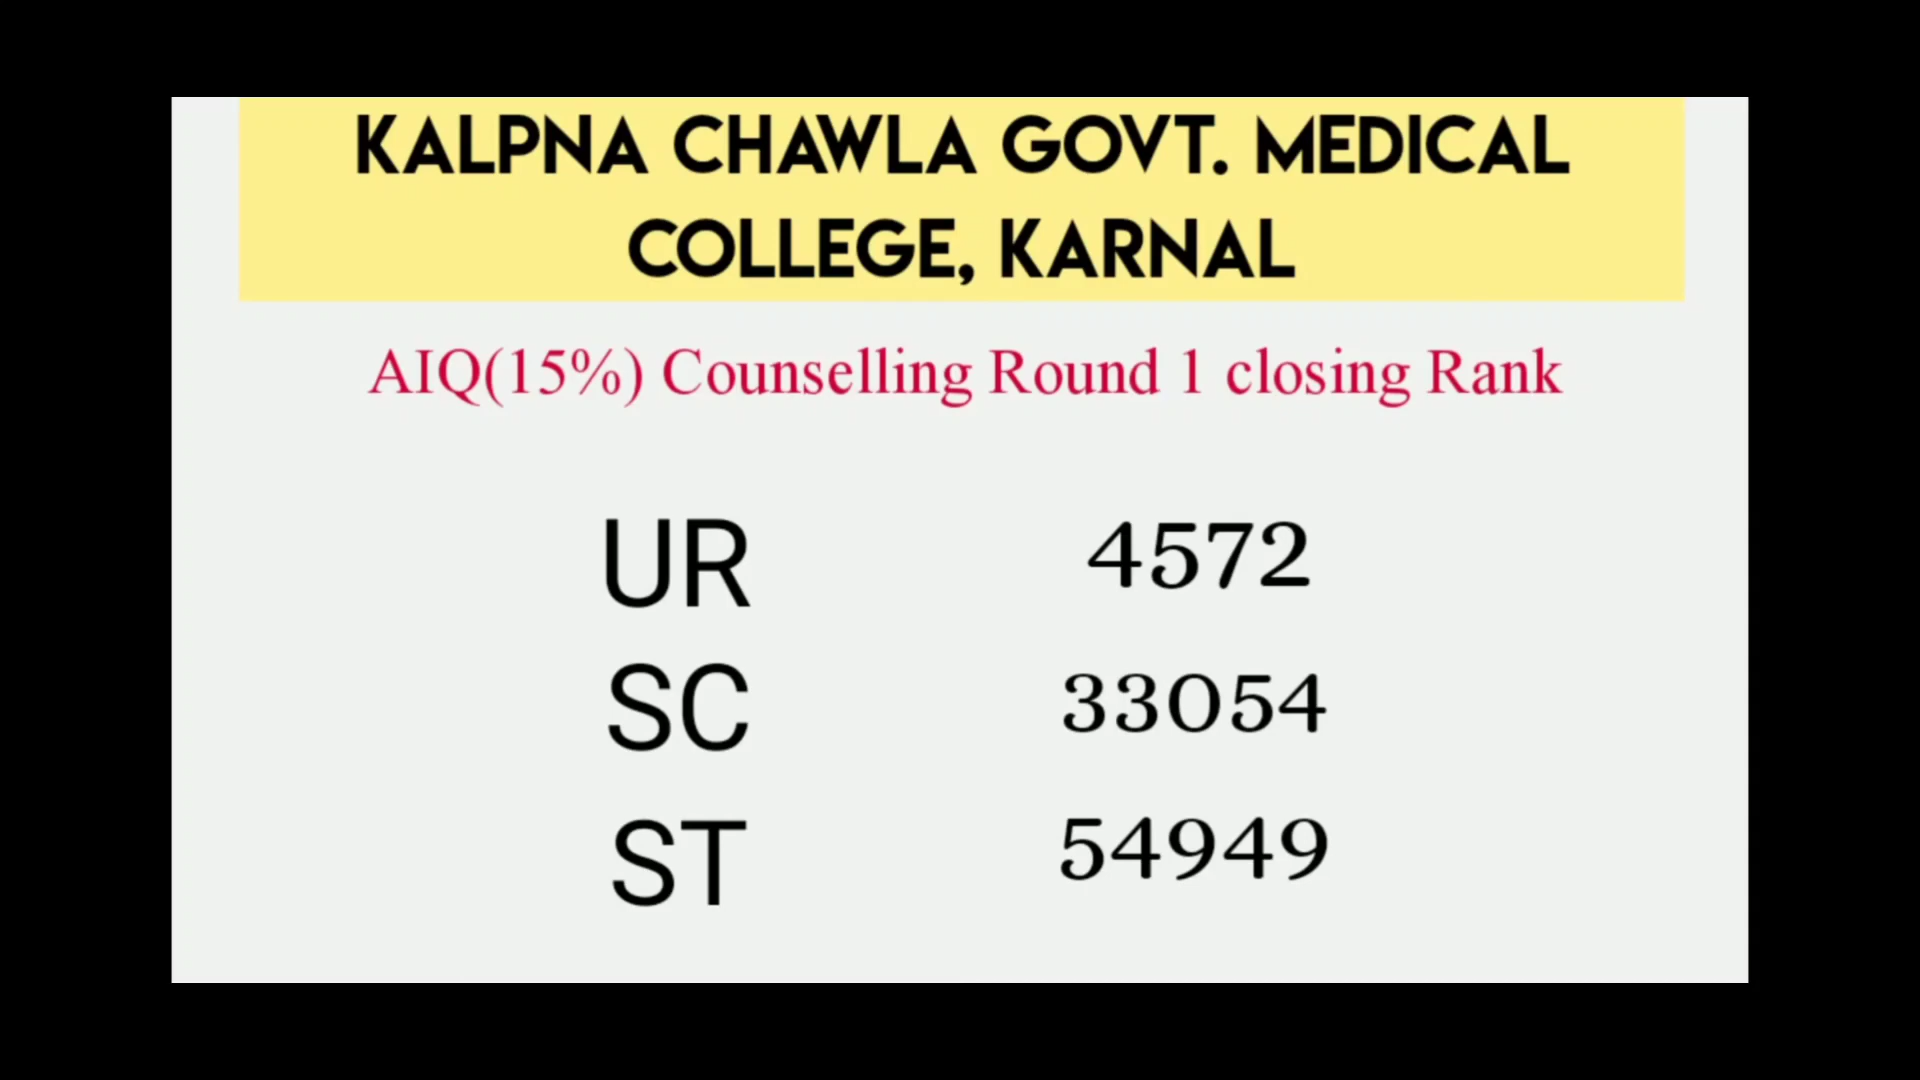 KALPNA CHAWLA GOVT. MEDICAL
COLLEGE, KARNAL
AIQ(15%) Counselling Round 1 closing Rank
UR 4572
SC 33054
ST 54949